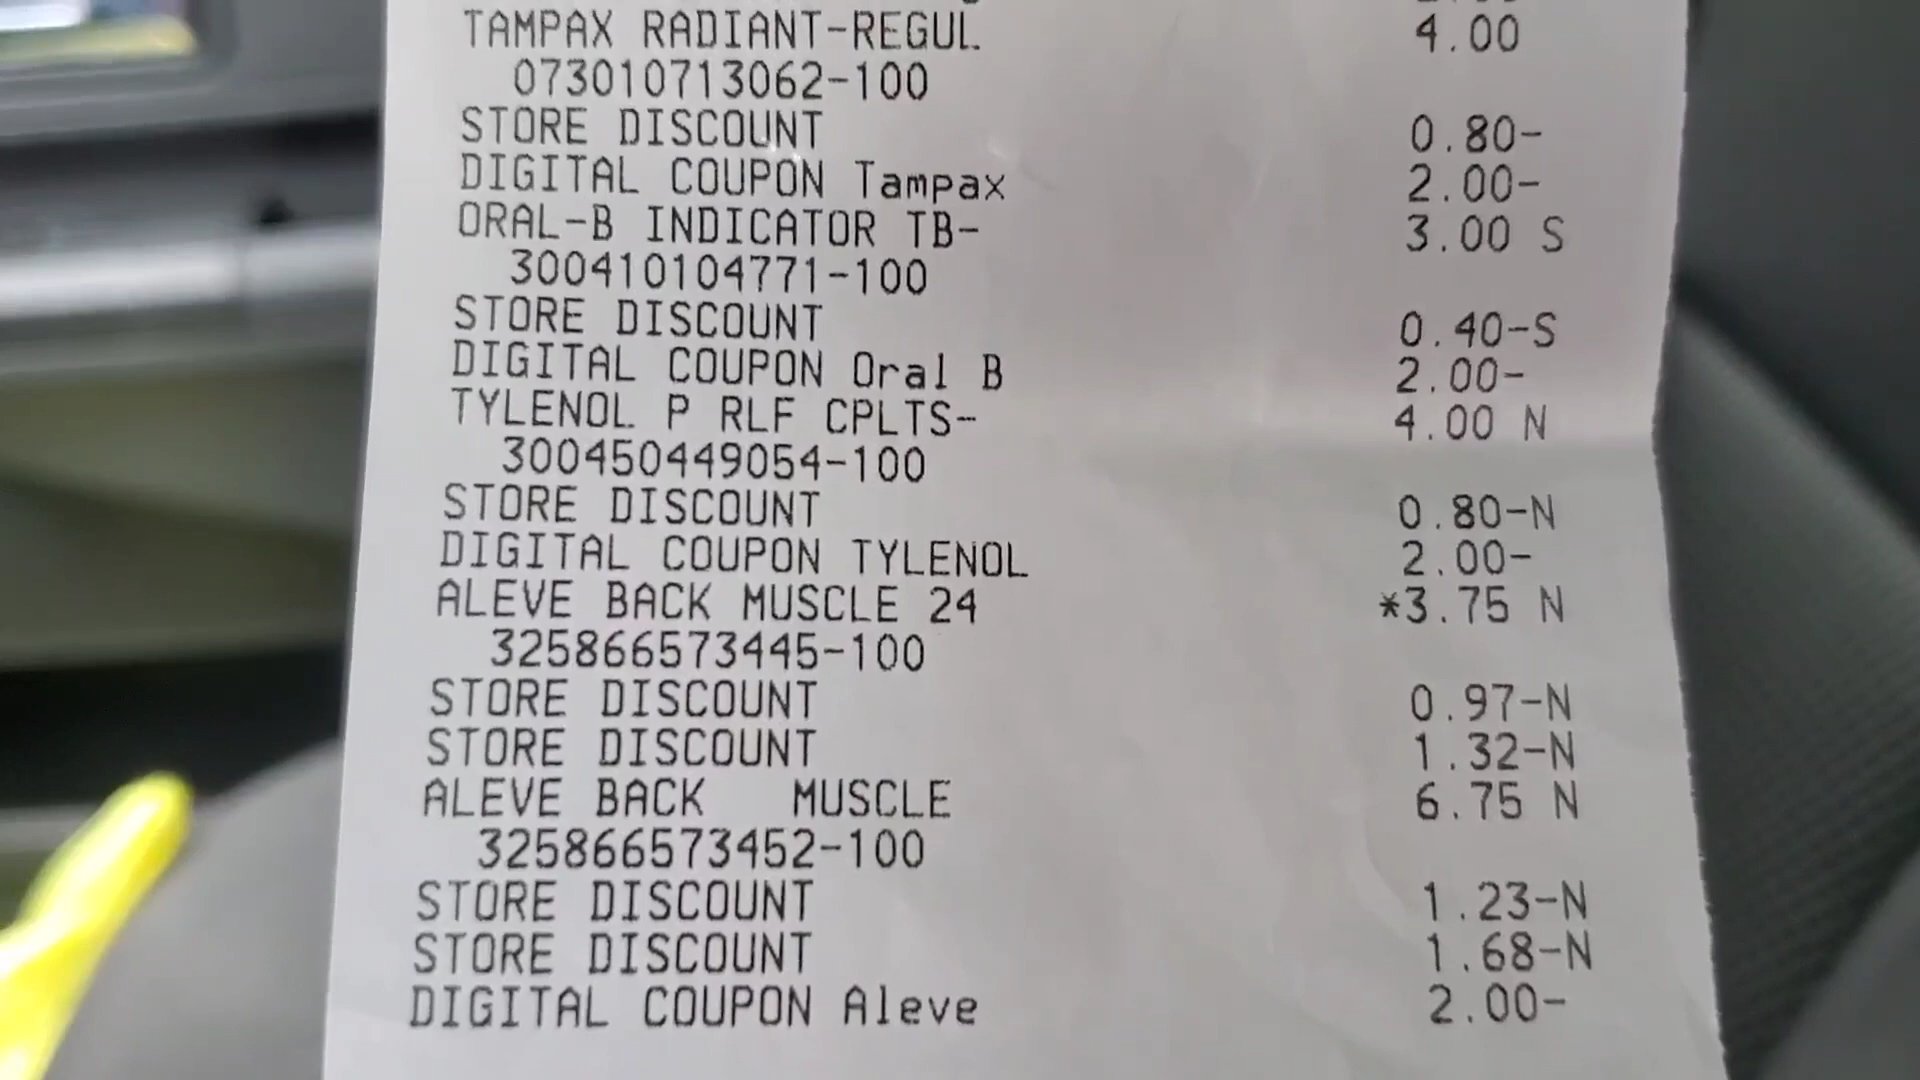 TAMPAX RADIANT-REGUL 4.00
073010713062-100
STORE DISCOUNT 0.80-
DIGITAL COUPON Tampax 2.00-
ORAL-B INDICATOR TB- 3.00 S
300410104771-100
STORE DISCOUNT 0.40-S
DIGITAL COUPON Oral B 2.00-
TYLENOL P RLF CPLTS- 4.00 N
300450449054-100
STORE DISCOUNT 0.80-N
DIGITAL COUPON TYLENOL 2.00-
ALEVE BACK MUSCLE 24 *3.75 N
325866573445-100
STORE DISCOUNT 0.97-N
STORE DISCOUNT 1.32-N
ALEVE BACK MUSCLE 6.75 N
325866573452-100
STORE DISCOUNT 1.23-N
STORE DISCOUNT 1.68-N
DIGITAL COUPON Aleve 2.00-